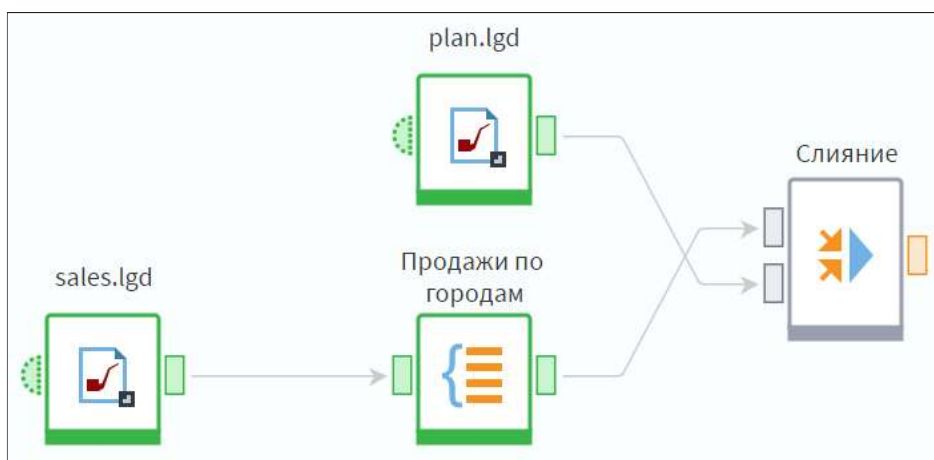 plan.lgd
Слияние
Продажи по
городам
sales.lgd